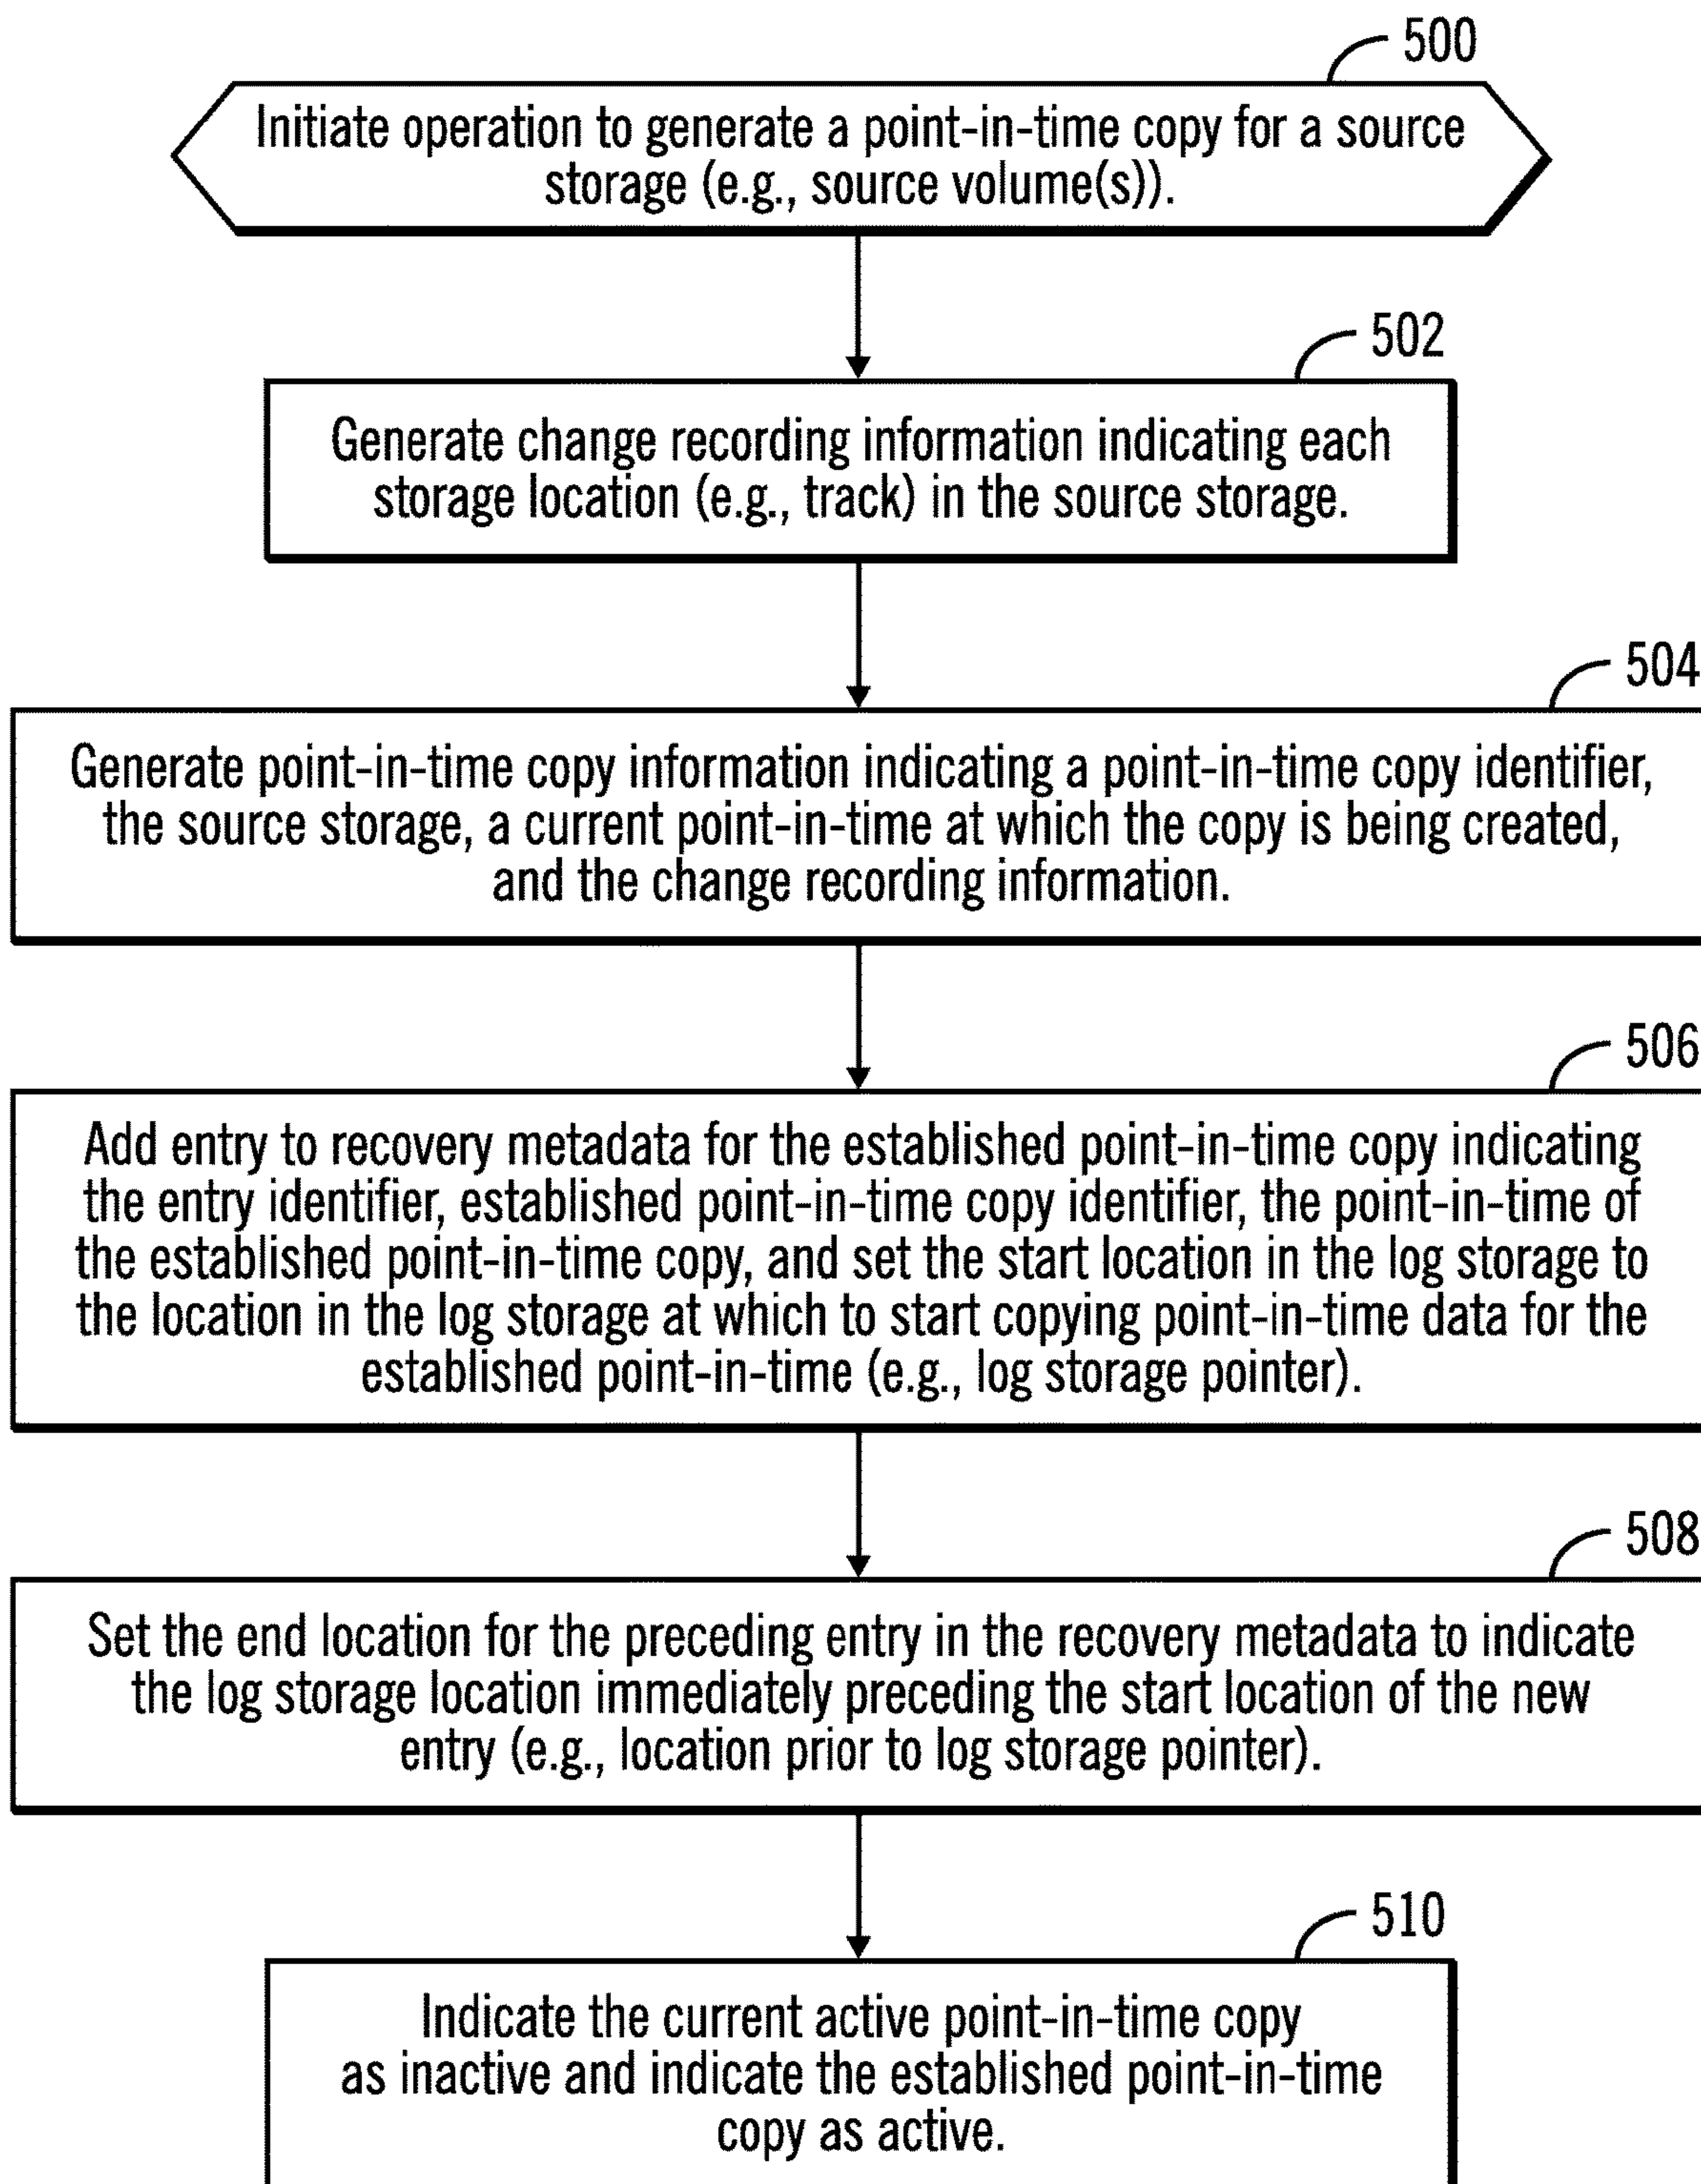 500
Initiate operation to generate a point-in-time copy for a source
storage (e.g., source volume(s)).
502
Generate change recording information indicating each
storage location (e.g., track) in the source storage.
504
Generate point-in-time copy information indicating a point-in-time copy identifier,
the source storage, a current point-in-time at which the copy is being created,
and the change recording information.
506
Add entry to recovery metadata for the established point-in-time copy indicating
the entry identifier, established point-in-time copy identifier, the point-in-time of
the established point-in-time copy, and set the start location in the log storage to
the location in the log storage at which to start copying point-in-time data for the
established point-in-time (e.g., log storage pointer).
508
Set the end location for the preceding entry in the recovery metadata to indicate
the log storage location immediately preceding the start location of the new
entry (e.g., location prior to log storage pointer).
510
Indicate the current active point-in-time copy
as inactive and indicate the established point-in-time
copy as active.